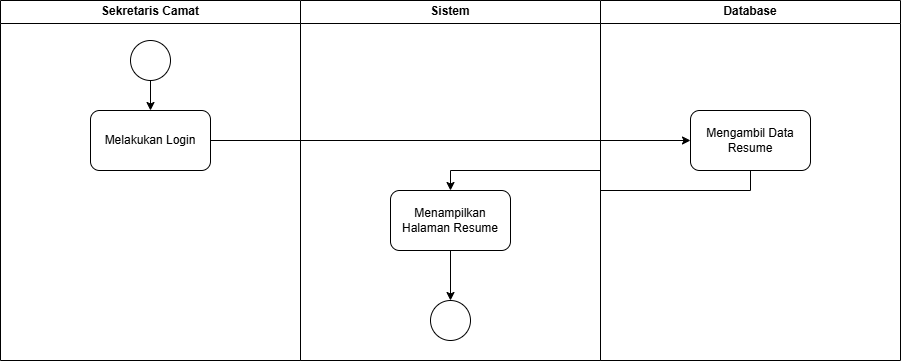 Sekretaris Camat
Sistem
Database
Melakukan Login
Mengambil Data
Resume
Menampilkan
Halaman Resume